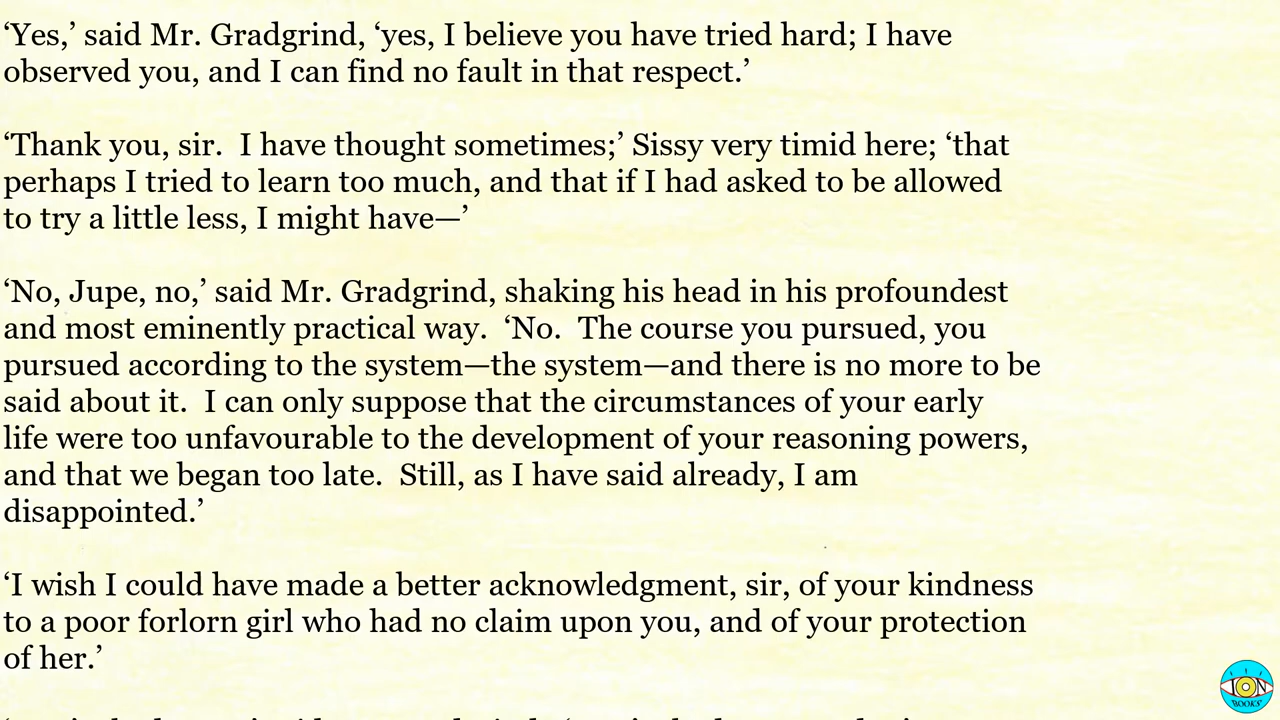 ‘Yes,’ said Mr. Gradgrind, ‘yes, I believe you have tried hard; I have
observed you, and I can find no fault in that respect.’
‘Thank you, sir.  I have thought sometimes;’ Sissy very timid here; ‘that
perhaps I tried to learn too much, and that if I had asked to be allowed
to try a little less, I might have—’
‘No, Jupe, no,’ said Mr. Gradgrind, shaking his head in his profoundest
and most eminently practical way.  ‘No.  The course you pursued, you
pursued according to the system—the system—and there is no more to be
said about it.  I can only suppose that the circumstances of your early
life were too unfavourable to the development of your reasoning powers,
and that we began too late.  Still, as I have said already, I am
disappointed.’
‘I wish I could have made a better acknowledgment, sir, of your kindness
to a poor forlorn girl who had no claim upon you, and of your protection
of her.’
ION
BOOKS